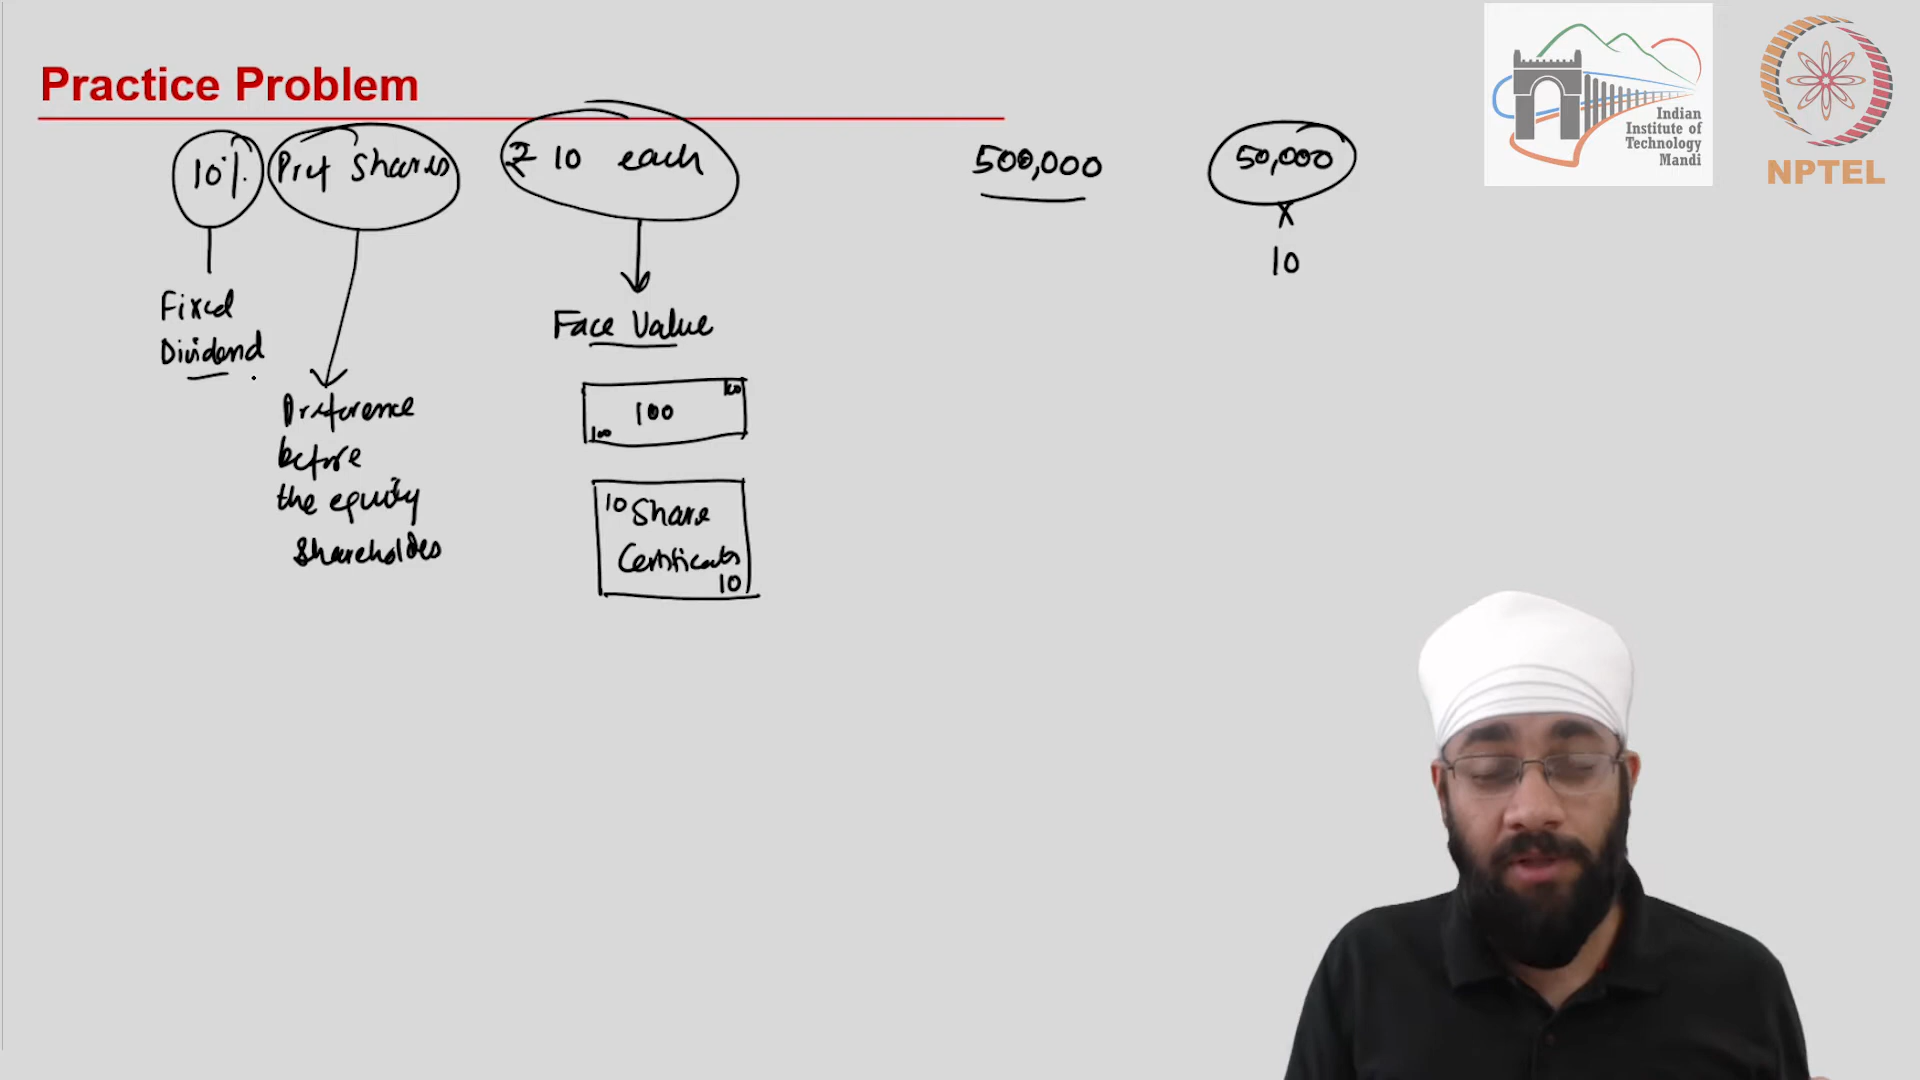 Practice Problem
10% Pref Shares ₹ 10 each 500,000 50,000
x
10
Fixed
Dividend
Preference
before
the equity
Shareholdes
Face Value
100
100
100
10 Share
Certificate
10
Indian
Institute of
Technology
Mandi
NPTEL